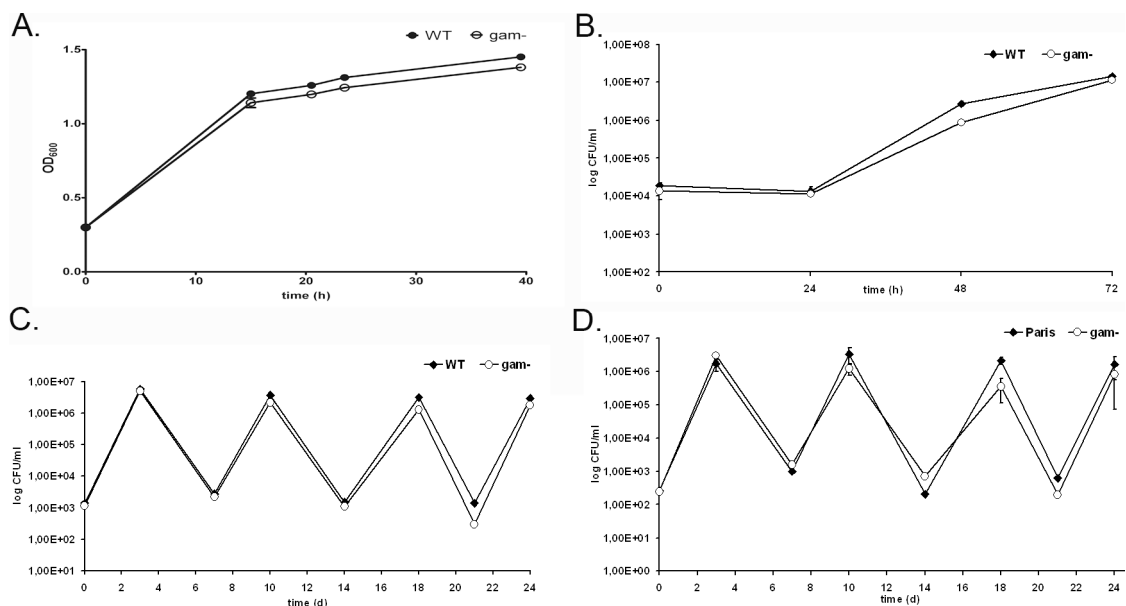 A.
WT gam-
1.5
1.0
0.5
0.0
OD600
0 10 20 30 40
time (h)
B.
WT gam-
1,00E+08
1,00E+07
1,00E+06
1,00E+05
1,00E+04
1,00E+03
1,00E+02
log CFU/ml
0 24 48 72
time (h)
C.
WT gam-
1,00E+07
1,00E+06
1,00E+05
1,00E+04
1,00E+03
1,00E+02
1,00E+01
log CFU/ml
0 2 4 6 8 10 12 14 16 18 20 22 24
time (d)
D.
Paris gam-
1,00E+07
1,00E+06
1,00E+05
1,00E+04
1,00E+03
1,00E+02
1,00E+01
1,00E+00
log CFU/ml
0 2 4 6 8 10 12 14 16 18 20 22 24
time (d)